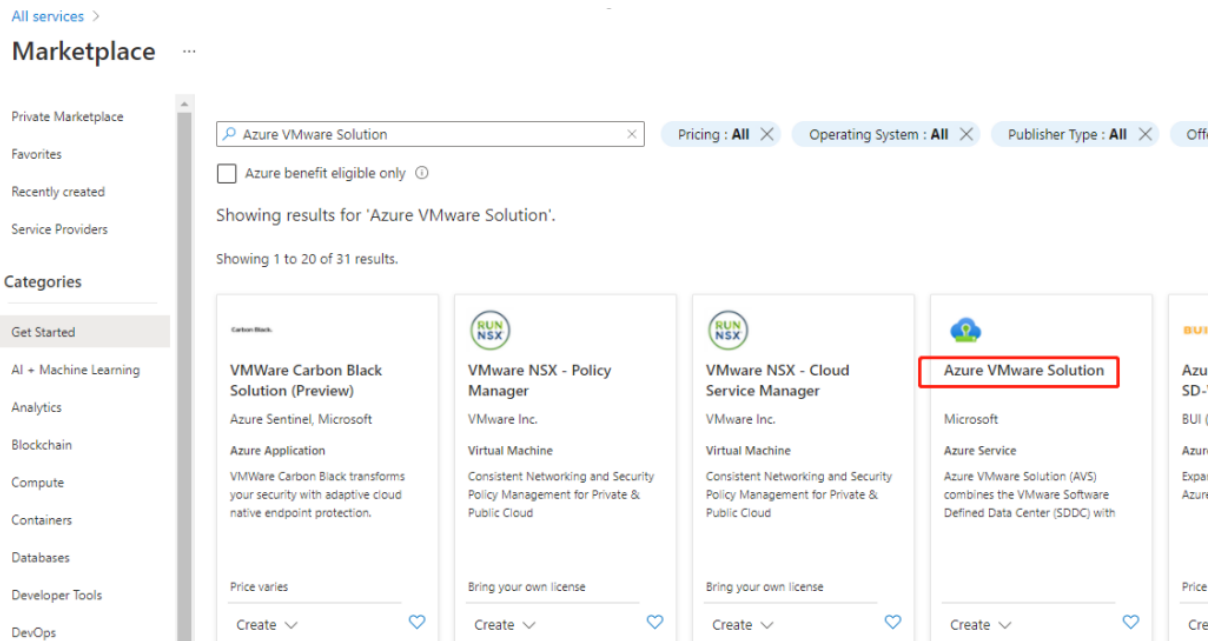 All services >
Marketplace ...
Private Marketplace
Favorites
Recently created
Service Providers
Categories
Get Started
AI + Machine Learning
Analytics
Blockchain
Compute
Containers
Databases
Developer Tools
DevOps
Azure VMware Solution
Pricing : All
Operating System : All
Publisher Type : All
Azure benefit eligible only
Showing results for 'Azure VMware Solution'.
Showing 1 to 20 of 31 results.
Carbon Black.
VMWare Carbon Black
Solution (Preview)
Azure Sentinel, Microsoft
Azure Application
VMWare Carbon Black transforms
your security with adaptive cloud
native endpoint protection.
Price varies
Create
RUN
NSX
VMware NSX - Policy
Manager
VMware Inc.
Virtual Machine
Consistent Networking and Security
Policy Management for Private &
Public Cloud
Bring your own license
Create
RUN
NSX
VMware NSX - Cloud
Service Manager
VMware Inc.
Virtual Machine
Consistent Networking and Security
Policy Management for Private &
Public Cloud
Bring your own license
Create
Azure VMware Solution
Microsoft
Azure Service
Azure VMware Solution (AVS)
combines the VMware Software
Defined Data Center (SDDC) with
Create
BUI
Price